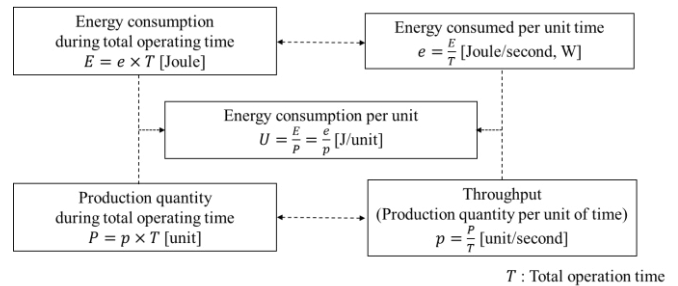 Energy consumption
during total operating time
E = e × T [Joule]
Energy consumed per unit time
e = E/T [Joule/second, W]
Energy consumption per unit
U = E/P = e/p [J/unit]
Production quantity
during total operating time
P = p × T [unit]
Throughput
(Production quantity per unit of time)
p = P/T [unit/second]
T : Total operation time